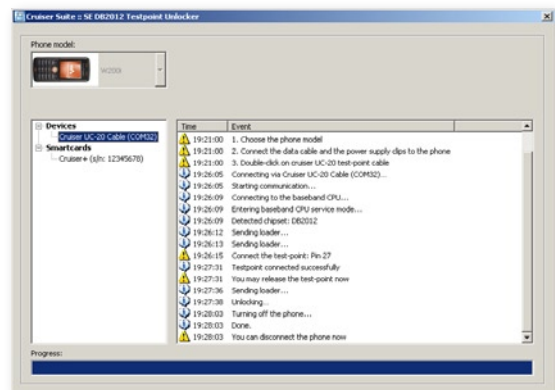 Cruiser Suite :: SE DB2012 Testpoint Unlocker
Phone model:
W200i
Devices
Cruiser UC-20 Cable (COM32)
Smartcards
Cruiser+ (s/n: 12345678)
Time Event
19:21:00 1. Choose the phone model
19:21:00 2. Connect the data cable and the power supply clips to the phone
19:21:00 3. Double-click on cruiser UC-20 test-point cable
19:26:05 Connecting via Cruiser UC-20 Cable (COM32)...
19:26:05 Starting communication...
19:26:09 Connecting to the baseband CPU...
19:26:09 Entering baseband CPU service mode...
19:26:09 Detected chipset: DB2012
19:26:12 Sending loader...
19:26:13 Sending loader...
19:26:15 Connect the test-point: Pin 27
19:27:31 Testpoint connected successfully
19:27:31 You may release the test-point now
19:27:36 Sending loader...
19:27:38 Unlocking...
19:28:03 Turning off the phone...
19:28:03 Done.
19:28:03 You can disconnect the phone now
Progress: